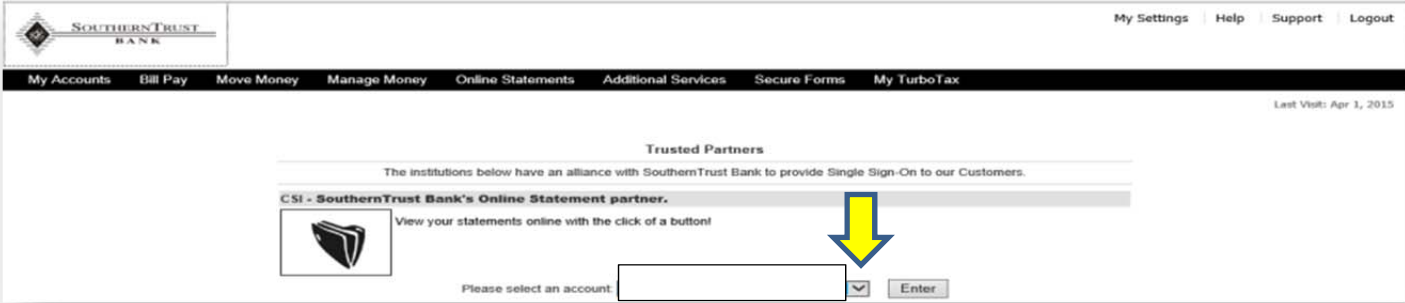 SOUTHERNTRUST
BANK
My Settings Help Support Logout
My Accounts Bill Pay Move Money Manage Money Online Statements Additional Services Secure Forms My TurboTax
Last Visit: Apr 1, 2015
Trusted Partners
The institutions below have an alliance with SouthernTrust Bank to provide Single Sign-On to our Customers.
CSI - SouthernTrust Bank's Online Statement partner.
View your statements online with the click of a button!
Please select an account: Enter